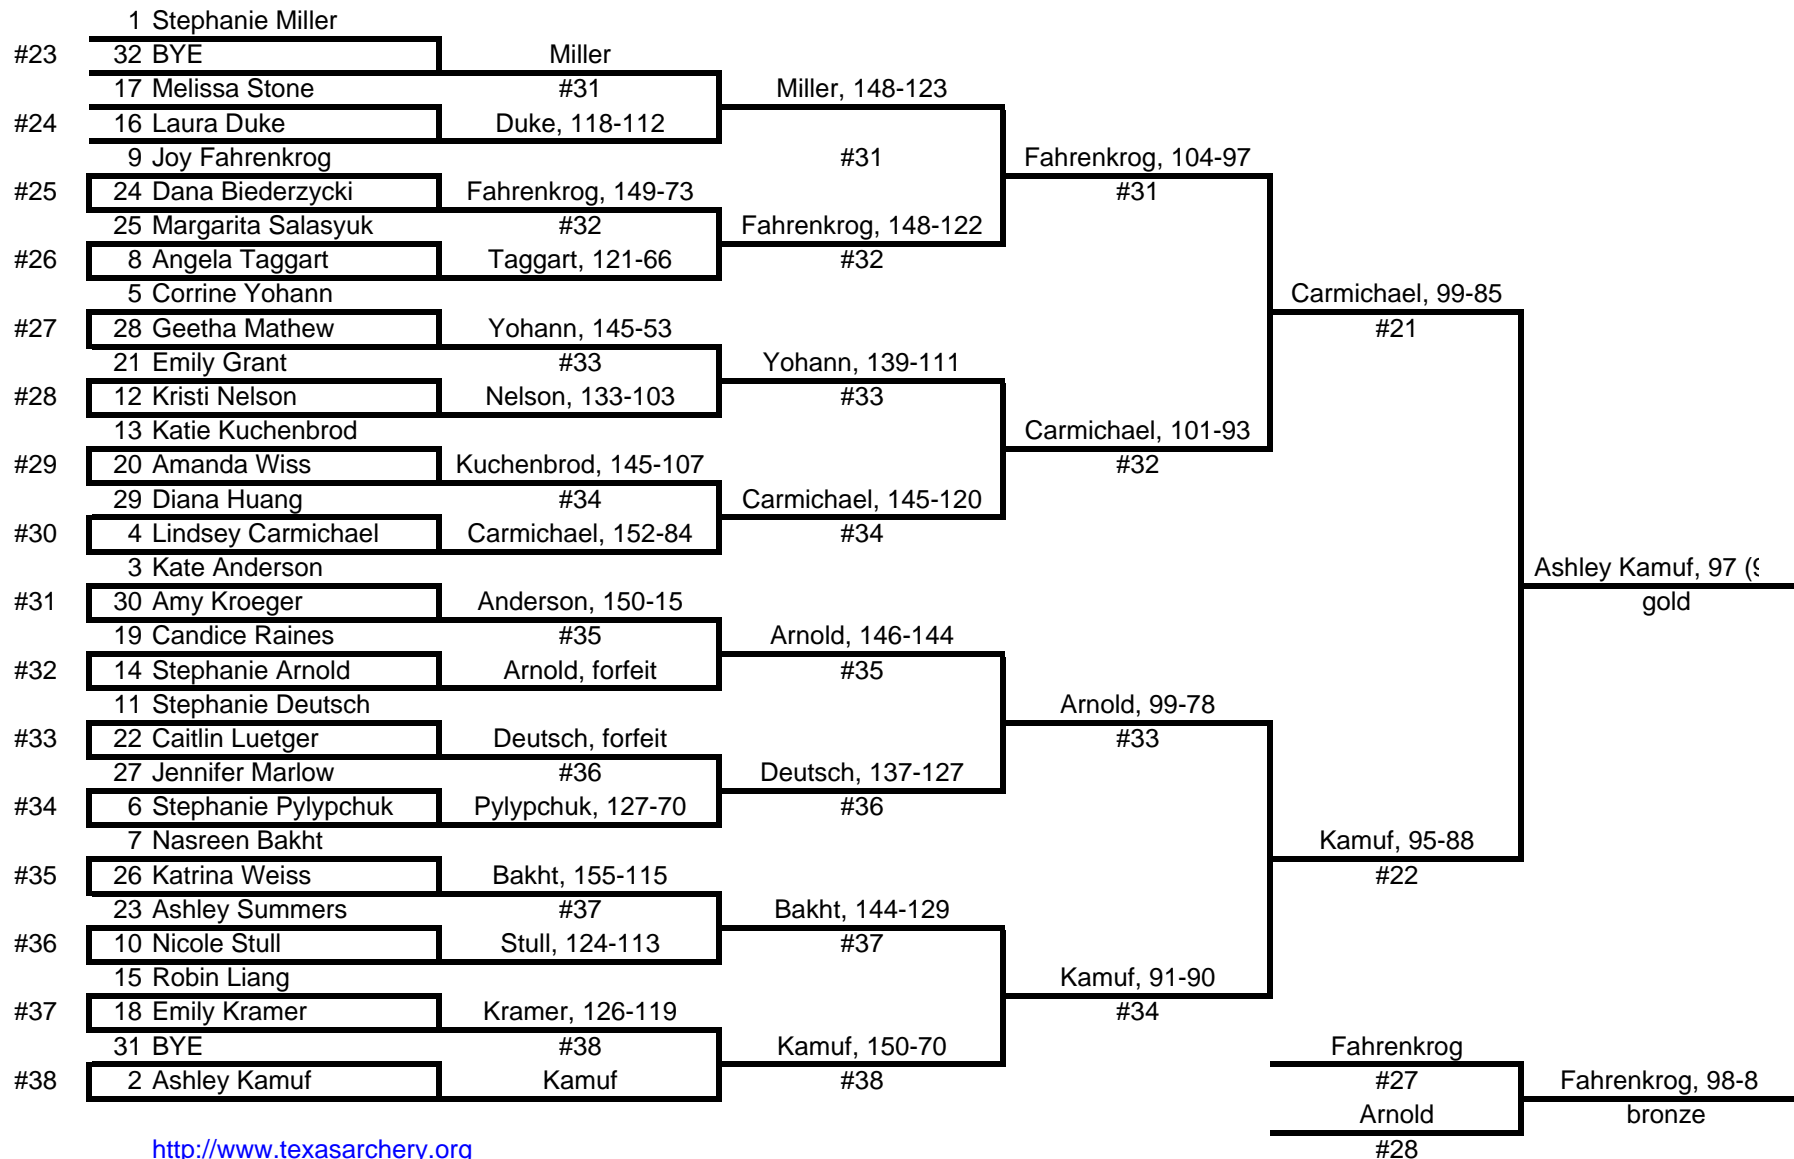 1 Stephanie Miller
#23 32 BYE Miller
17 Melissa Stone #31 Miller, 148-123
#24 16 Laura Duke Duke, 118-112
9 Joy Fahrenkrog #31 Fahrenkrog, 104-97
#25 24 Dana Biederzycki Fahrenkrog, 149-73 #31
25 Margarita Salasyuk #32 Fahrenkrog, 148-122
#26 8 Angela Taggart Taggart, 121-66 #32
5 Corrine Yohann Carmichael, 99-85
#27 28 Geetha Mathew Yohann, 145-53 #21
21 Emily Grant #33 Yohann, 139-111
#28 12 Kristi Nelson Nelson, 133-103 #33
13 Katie Kuchenbrod Carmichael, 101-93
#29 20 Amanda Wiss Kuchenbrod, 145-107 #32
29 Diana Huang #34 Carmichael, 145-120
#30 4 Lindsey Carmichael Carmichael, 152-84 #34
3 Kate Anderson Ashley Kamuf, 97
#31 30 Amy Kroeger Anderson, 150-15 gold
19 Candice Raines #35 Arnold, 146-144
#32 14 Stephanie Arnold Arnold, forfeit #35
11 Stephanie Deutsch Arnold, 99-78
#33 22 Caitlin Luetger Deutsch, forfeit #33
27 Jennifer Marlow #36 Deutsch, 137-127
#34 6 Stephanie Pylypchuk Pylypchuk, 127-70 #36
7 Nasreen Bakht Kamuf, 95-88
#35 26 Katrina Weiss Bakht, 155-115 #22
23 Ashley Summers #37 Bakht, 144-129
#36 10 Nicole Stull Stull, 124-113 #37
15 Robin Liang Kamuf, 91-90
#37 18 Emily Kramer Kramer, 126-119 #34
31 BYE #38 Kamuf, 150-70 Fahrenkrog
#38 2 Ashley Kamuf Kamuf #38 #27 Fahrenkrog, 98-8
Arnold bronze
http://www.texasarchery.org #28